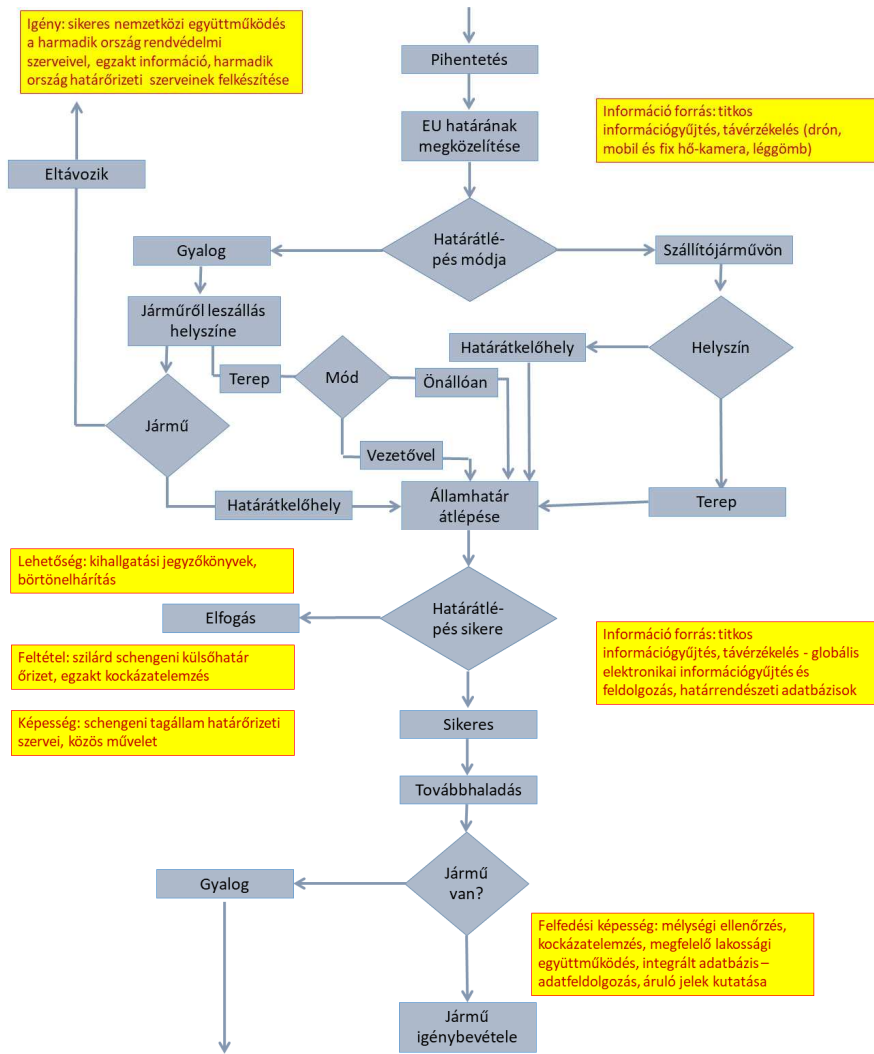 Igény: sikeres nemzetközi együttműködés
a harmadik ország rendvédelmi
szerveivel, egzakt információ, harmadik
ország határőrizeti szerveinek felkészítése
Pihentetés
EU határának
megközelítése
Információ forrás: titkos
információgyűjtés, távérzékelés (drón,
mobil és fix hő-kamera, léggömb)
Eltávozik
Határátlé-
pés módja
Gyalog
Szállítójárművön
Járműről leszállás
helyszíne
Határátkelőhely
Helyszín
Terep
Mód
Önállóan
Jármű
Vezetővel
Határátkelőhely
Államhatár
átlépése
Terep
Lehetőség: kihallgatási jegyzőkönyvek,
börtönelhárítás
Elfogás
Határátlé-
pés sikere
Feltétel: szilárd schengeni külsőhatár
őrizet, egzakt kockázatelemzés
Információ forrás: titkos
információgyűjtés, távérzékelés - globális
elektronikai információgyűjtés és
feldolgozás, határrendészeti adatbázisok
Képesség: schengeni tagállam határőrizeti
szervei, közös művelet
Sikeres
Továbbhaladás
Jármű
van?
Gyalog
Felfedési képesség: mélységi ellenőrzés,
kockázatelemzés, megfelelő lakossági
együttműködés, integrált adatbázis –
adatfeldolgozás, áruló jelek kutatása
Jármű
igénybevétele